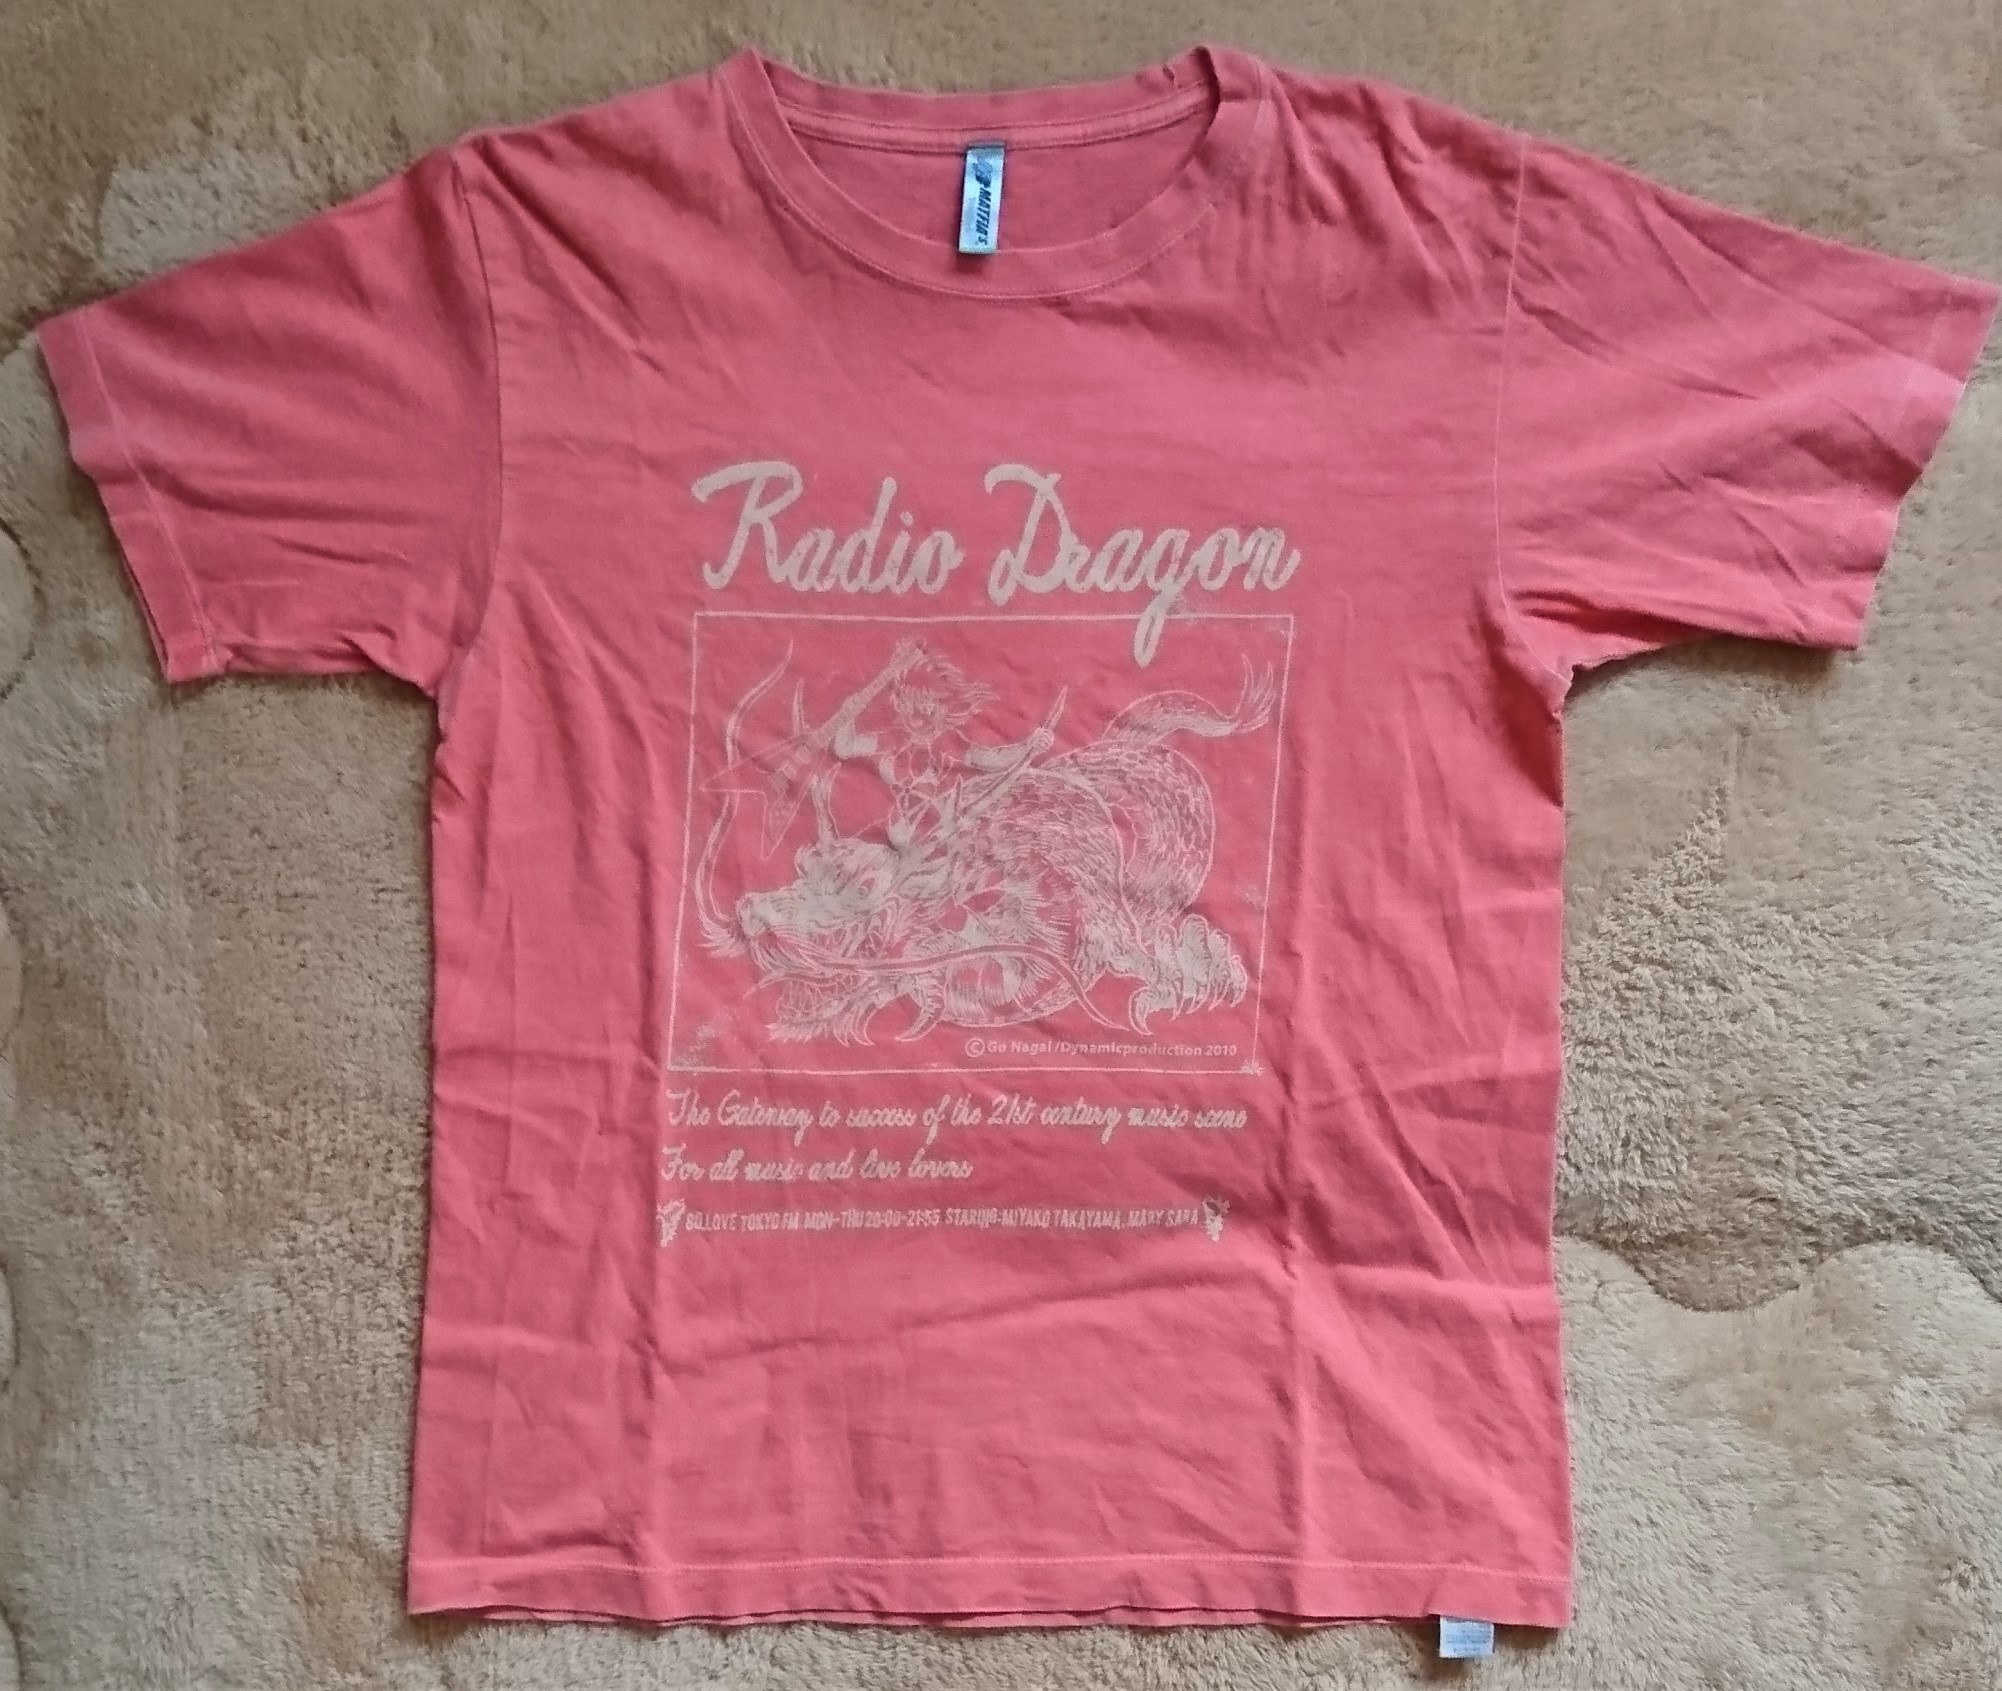 MATFIA's
Radio Dragon
©Go Nagai/Dynamicproduction 2010
The Gateway to success of the 21st century music scene
For all music and live lovers
80.LOVE TOKYO FM MON-THU 20:00-21:55 STARING:MIYAKO TAKAYAMA, MARY SARA